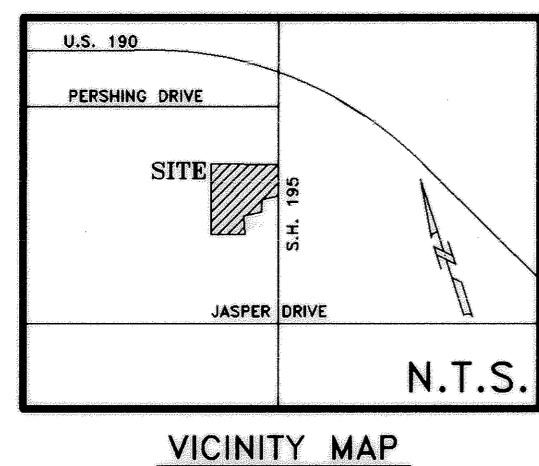 U.S. 190
PERSHING DRIVE
SITE
S.H. 195
JASPER DRIVE
N
N.T.S.
VICINITY MAP